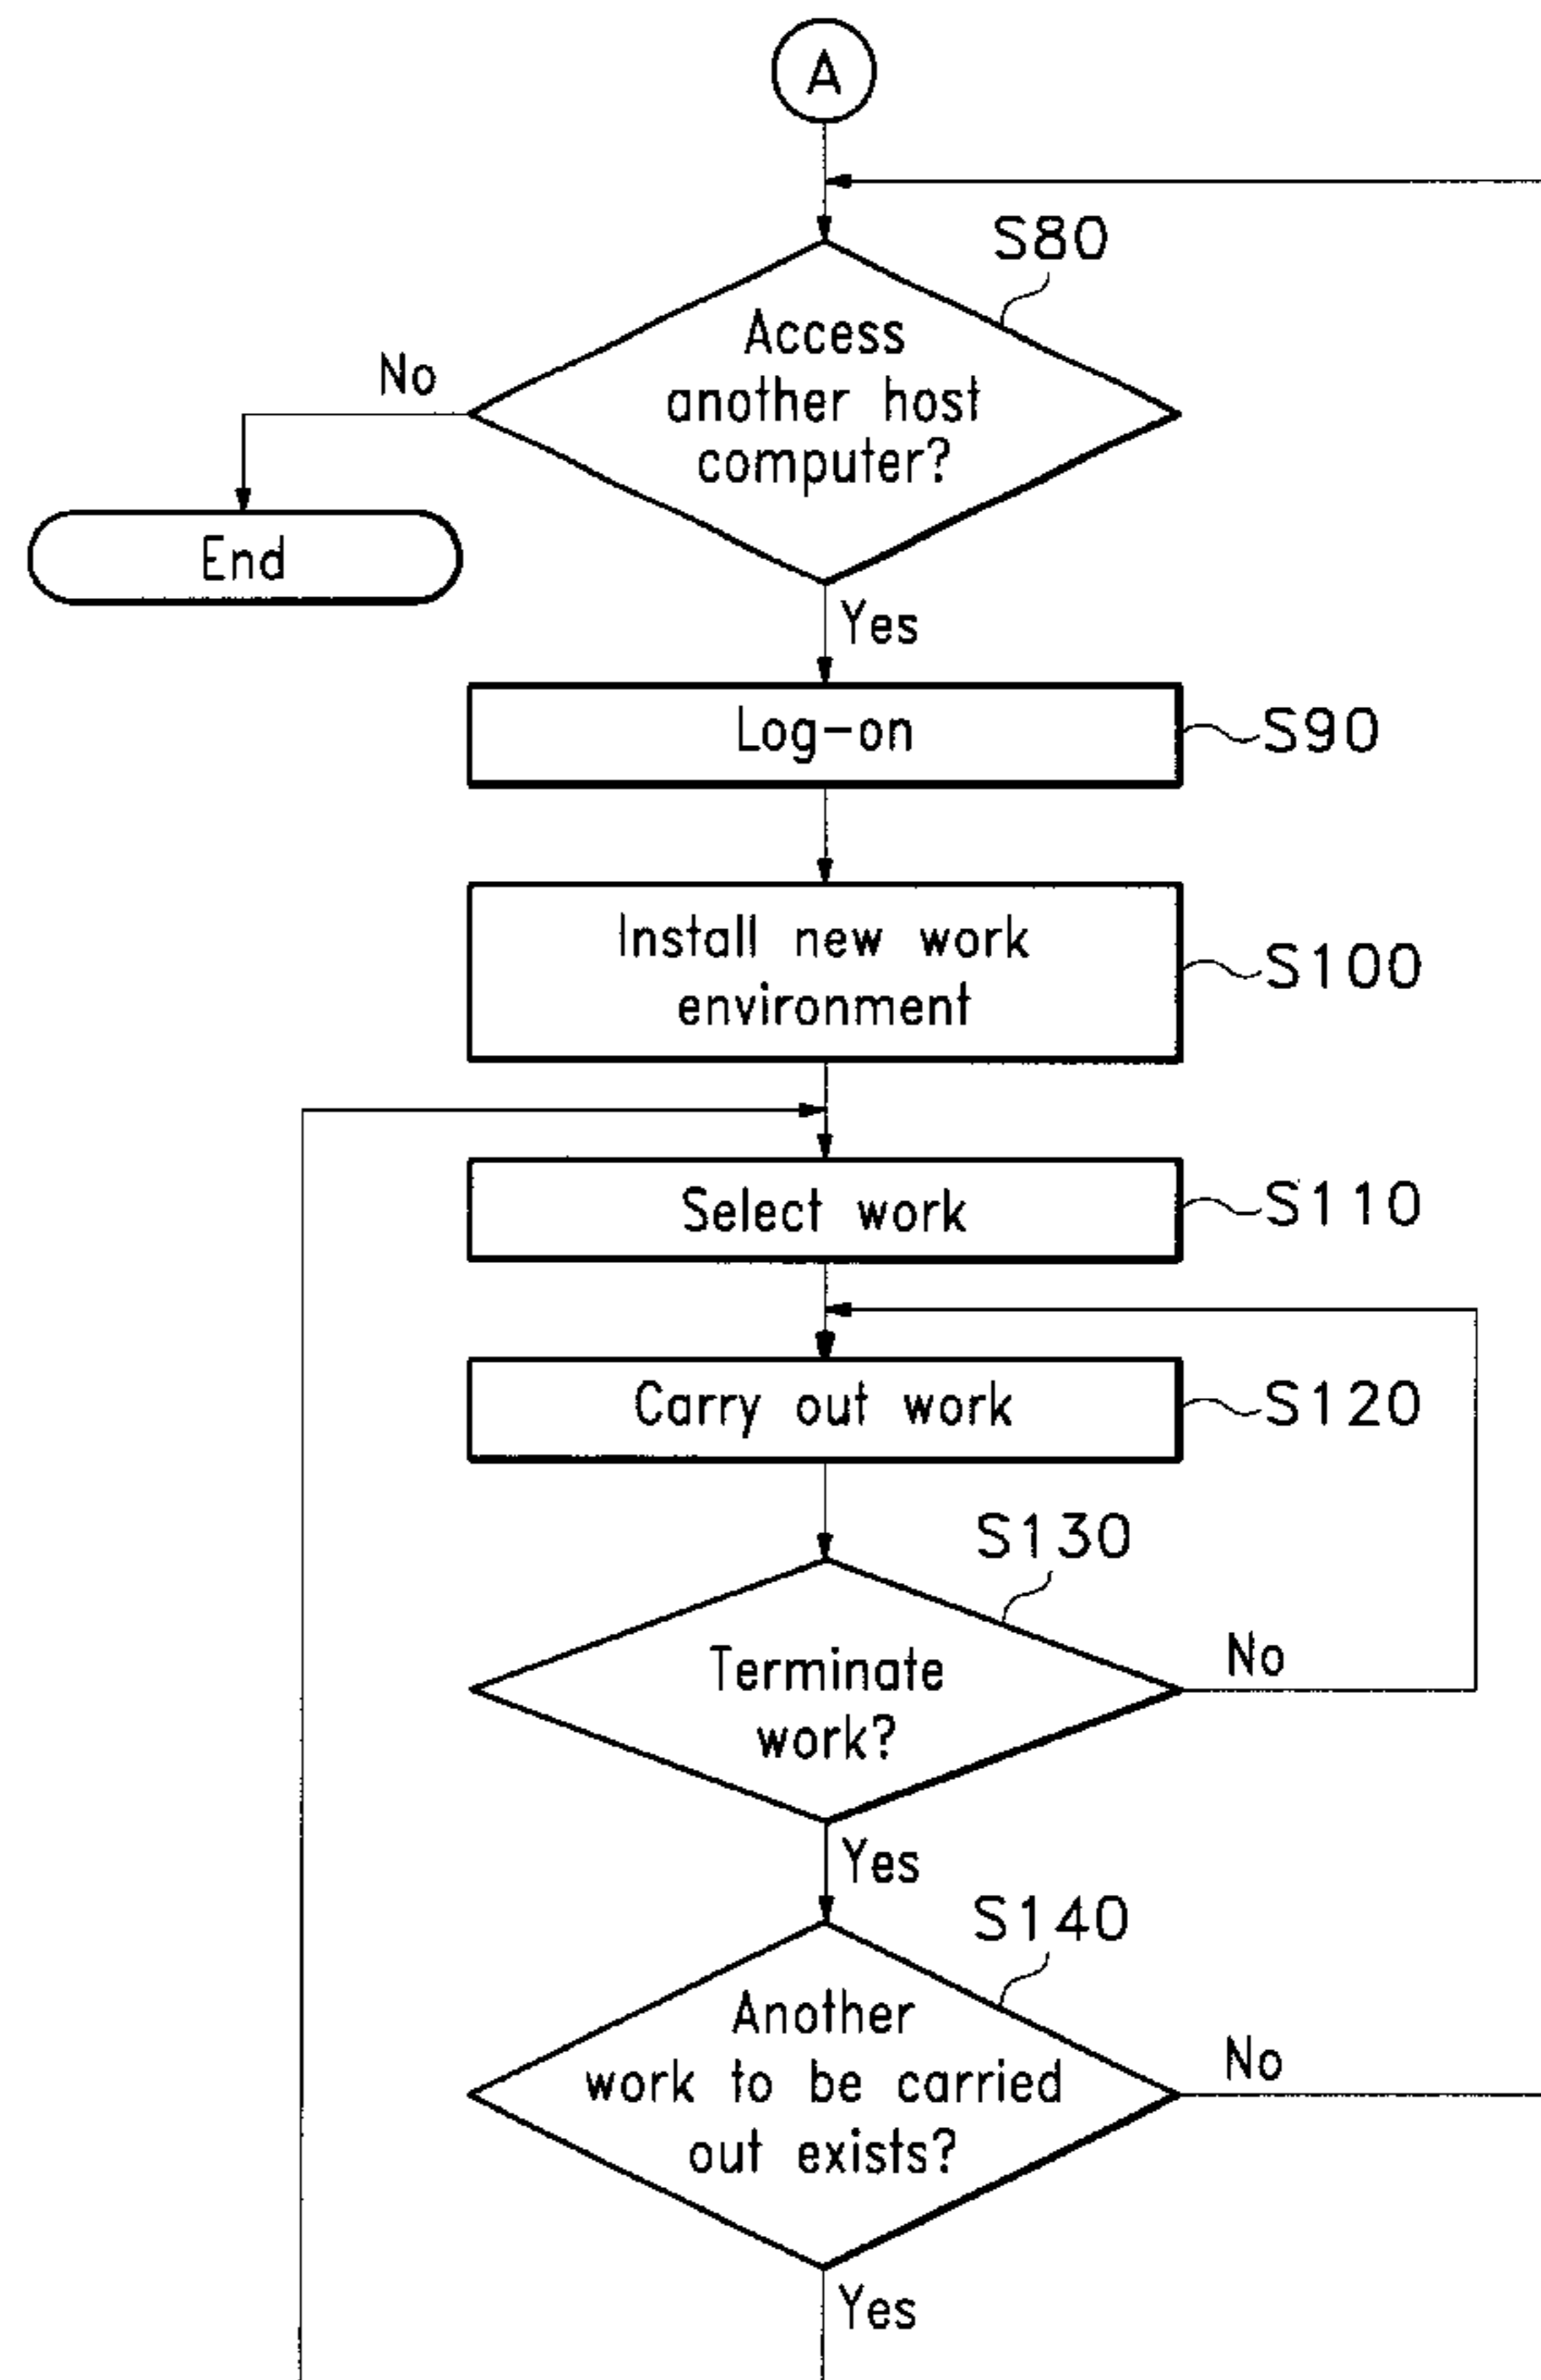 A
S80
Access
another host
computer?
No
End
Yes
Log-on
S90
Install new work
environment
S100
Select work
S110
Carry out work
S120
S130
Terminate
work?
No
Yes
S140
Another
work to be carried
out exists?
No
Yes